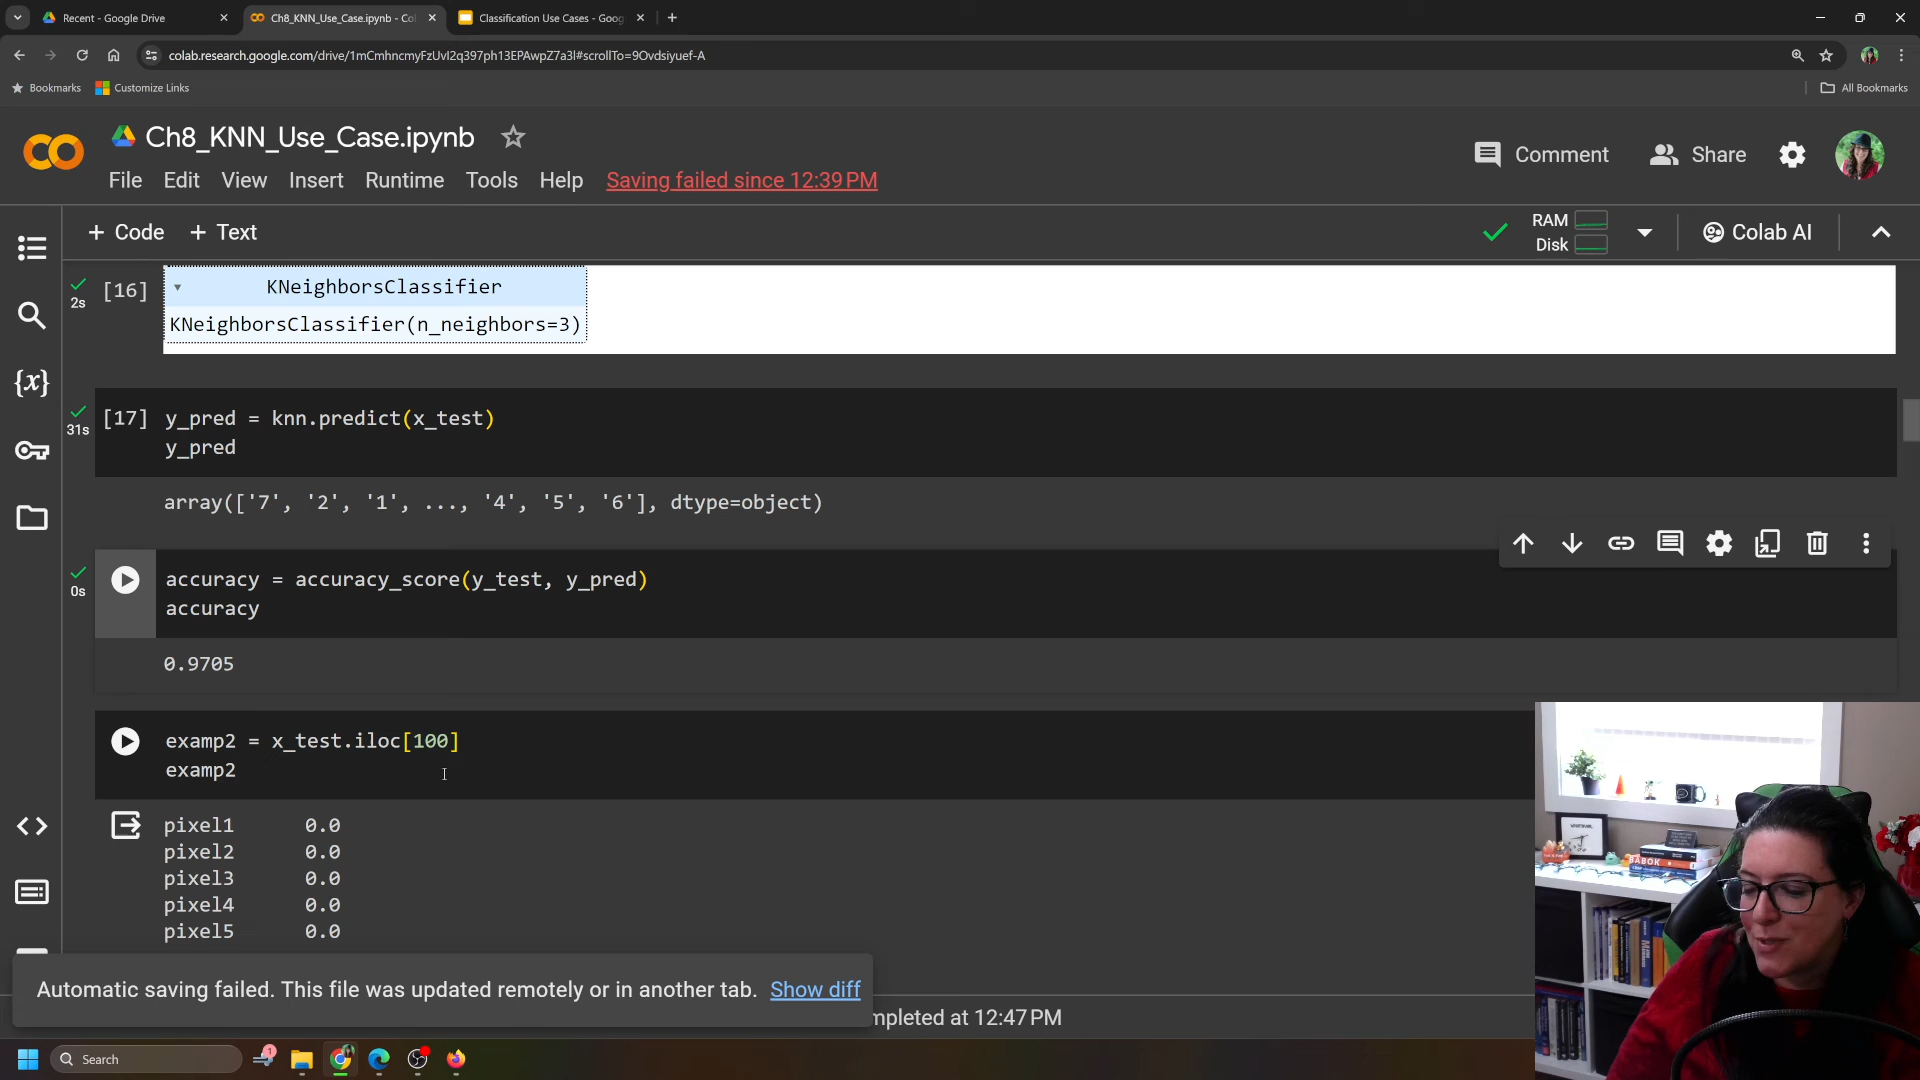 Recent - Google Drive
Ch8_KNN_Use_Case.ipynb - Co
Classification Use Cases - Goog
colab.research.google.com/drive/1mCmhncmyFzUvI2q397ph13EPAwpZ7a3l#scrollTo=9Ovdsiyuef-A
Bookmarks
Customize Links
All Bookmarks
Ch8_KNN_Use_Case.ipynb
Comment
Share
File Edit View Insert Runtime Tools Help Saving failed since 12:39 PM
+ Code + Text
RAM
Disk
Colab AI
2s
[16]
KNeighborsClassifier
KNeighborsClassifier(n_neighbors=3)
31s
[17] y_pred = knn.predict(x_test)
y_pred
array(['7', '2', '1', ..., '4', '5', '6'], dtype=object)
0s
accuracy = accuracy_score(y_test, y_pred)
accuracy
0.9705
examp2 = x_test.iloc[100]
examp2
{x}
pixel1 0.0
pixel2 0.0
pixel3 0.0
pixel4 0.0
pixel5 0.0
Automatic saving failed. This file was updated remotely or in another tab. Show diff
mpleted at 12:47 PM
WHATEVER.
BABOK
Search
1